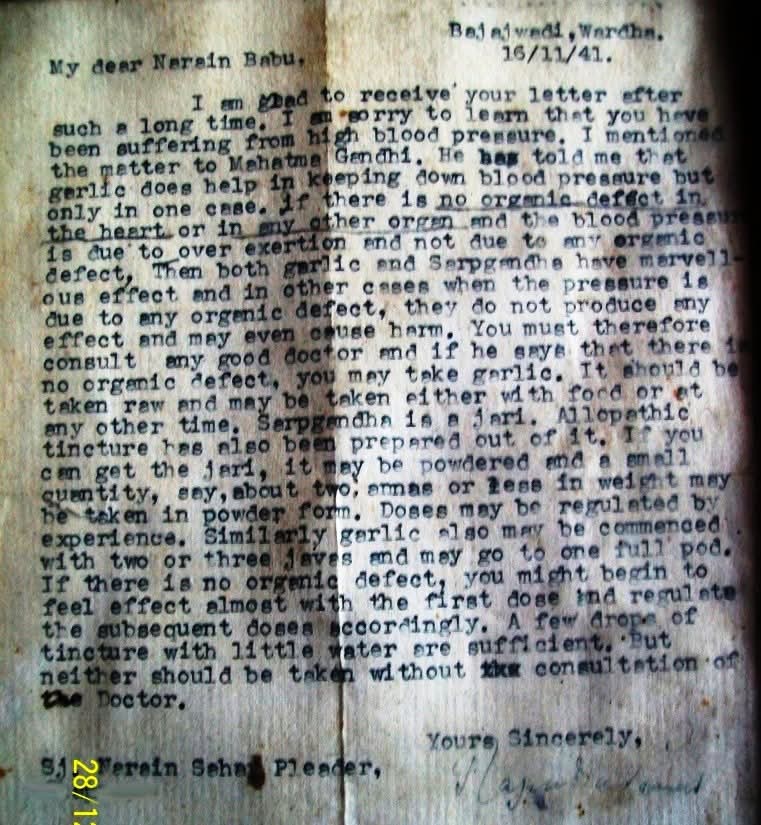 Bajajwadi,Wardha.
16/11/41.
My dear Narain Babu,
I am glad to receive your letter after
such a long time. I am sorry to learn that you have
been suffering from high blood pressure. I mentioned
the matter to Mahatma Gandhi. He has told me that
garlic does help in keeping down blood pressure but
only in one case. If there is no organic defect in
the heart or in any other organ and the blood pressur
is due to over exertion and not due to any organic
defect, Then both garlic and Sarpgandha have marvell-
ous effect and in other cases when the pressure is
due to any organic defect, they do not produce any
effect and may even cause harm. You must therefore
consult any good doctor and if he says that there is
no organic defect, you may take garlic. It should be
taken raw and may be taken either with food or at
any other time. Sarpgandha is a jari. Allopathic
tincture has also been prepared out of it. If you
can get the jari, it may be powdered and a small
quantity, say, about two, annas or less in weight may
be taken in powder form. Doses may be regulated by
experience. Similarly garlic also may be commenced
with two or three javas and may go to one full pod.
If there is no organic defect, you might begin to
feel effect almost with the first dose and regulate
the subsequent doses accordingly. A few drops of
tincture with little water are sufficient. But
neither should be taken without consultation of
the Doctor.
Yours Sincerely,
Sj. Narain Sahai Pleader,
28/1